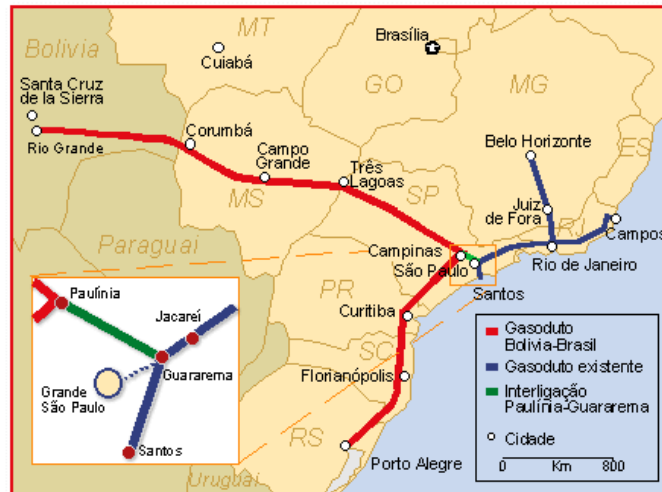 Bolivia
MT
Brasília
Cuiabá
GO
MG
Santa Cruz
de la Sierra
Rio Grande
Corumbá
Campo
Grande
Três
Lagoas
Belo Horizonte
ES
MS
SP
Juiz
de Fora
RJ
Campos
Paraguai
Campinas
São Paulo
Rio de Janeiro
Santos
PR
Curitiba
SC
Florianópolis
RS
Porto Alegre
Uruguai
Paulínia
Jacareí
Guararema
Grande
São Paulo
Santos
Gasoduto
Bolivia-Brasil
Gasoduto existente
Interligação
Paulínia-Guararema
Cidade
0 Km 800